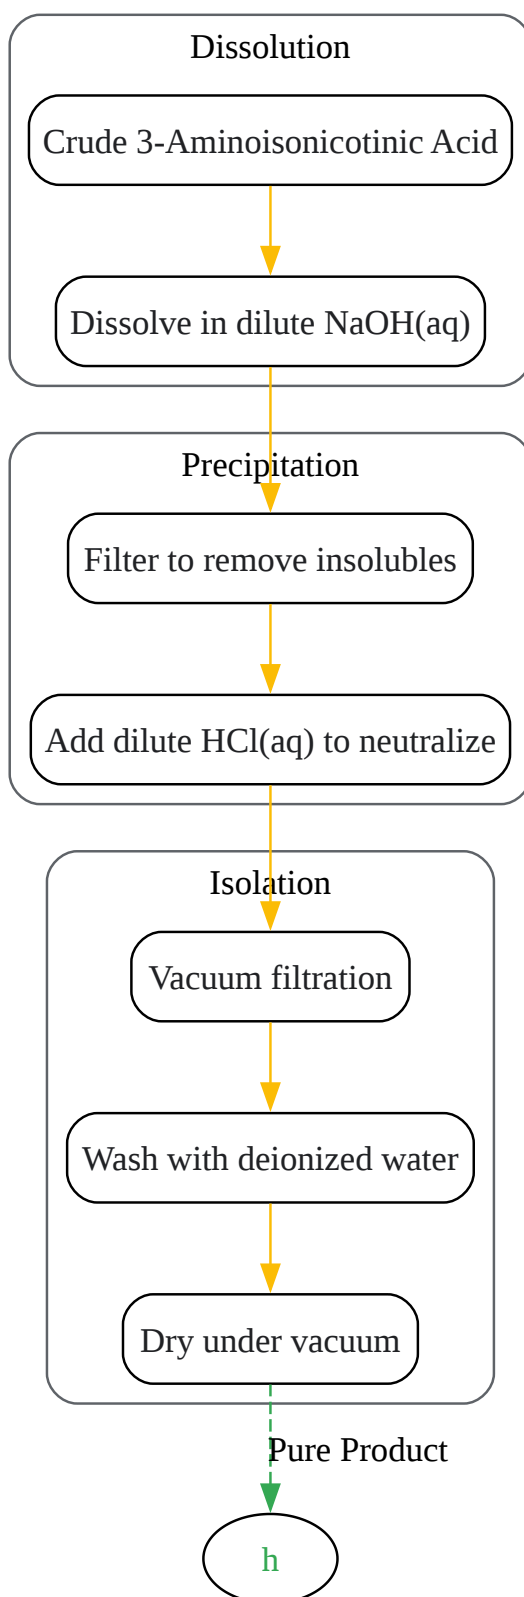 Dissolution
Crude 3-Aminoisonicotinic Acid
Dissolve in dilute NaOH(aq)
Precipitation
Filter to remove insolubles
Add dilute HCl(aq) to neutralize
Isolation
Vacuum filtration
Wash with deionized water
Dry under vacuum
Pure Product
h